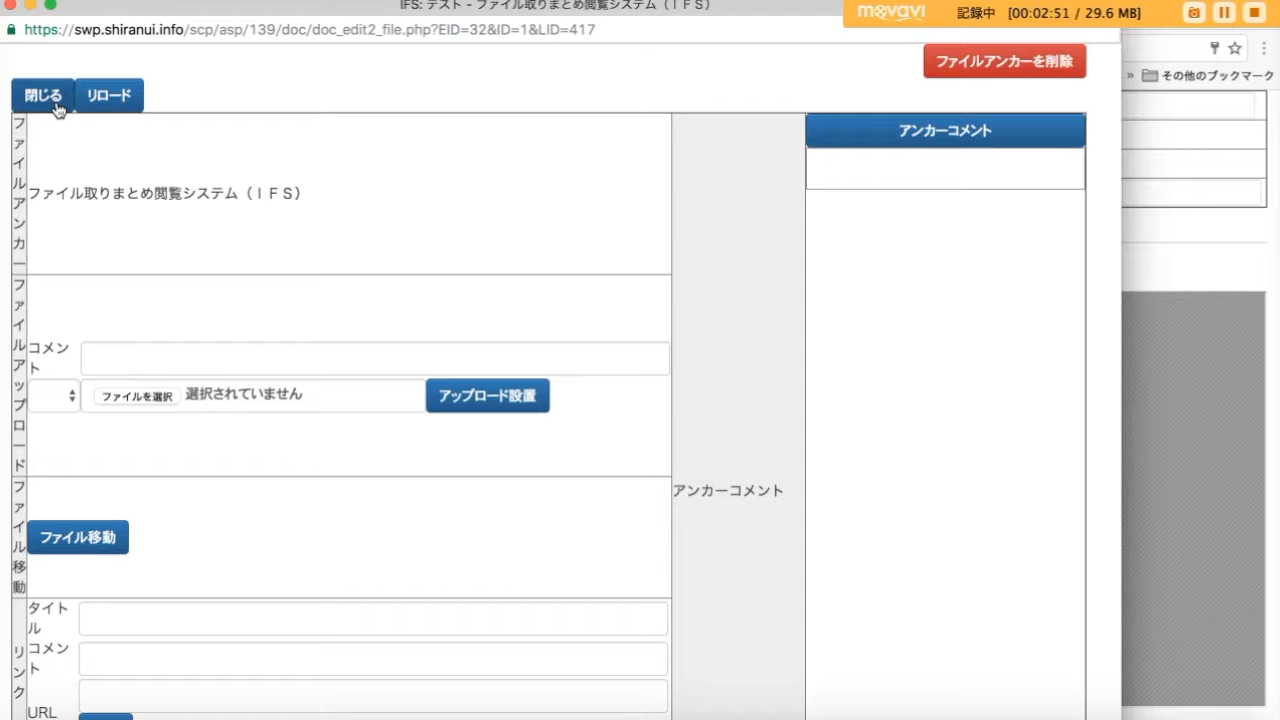 IFS: テスト - ファイル取りまとめ閲覧システム（ＩＦＳ）
movavi
記録中 [00:02:51 / 29.6 MB]
https://swp.shiranui.info/scp/asp/139/doc/doc_edit2_file.php?EID=32&ID=1&LID=417
» その他のブックマーク
ファイルアンカーを削除
閉じる
リロード
ファイルアンカー
ファイル取りまとめ閲覧システム（ＩＦＳ）
アンカーコメント
アンカーコメント
ファイルアップロード
コメント
ファイルを選択 選択されていません
アップロード設置
ファイル移動
ファイル移動
リンク
タイトル
コメント
URL